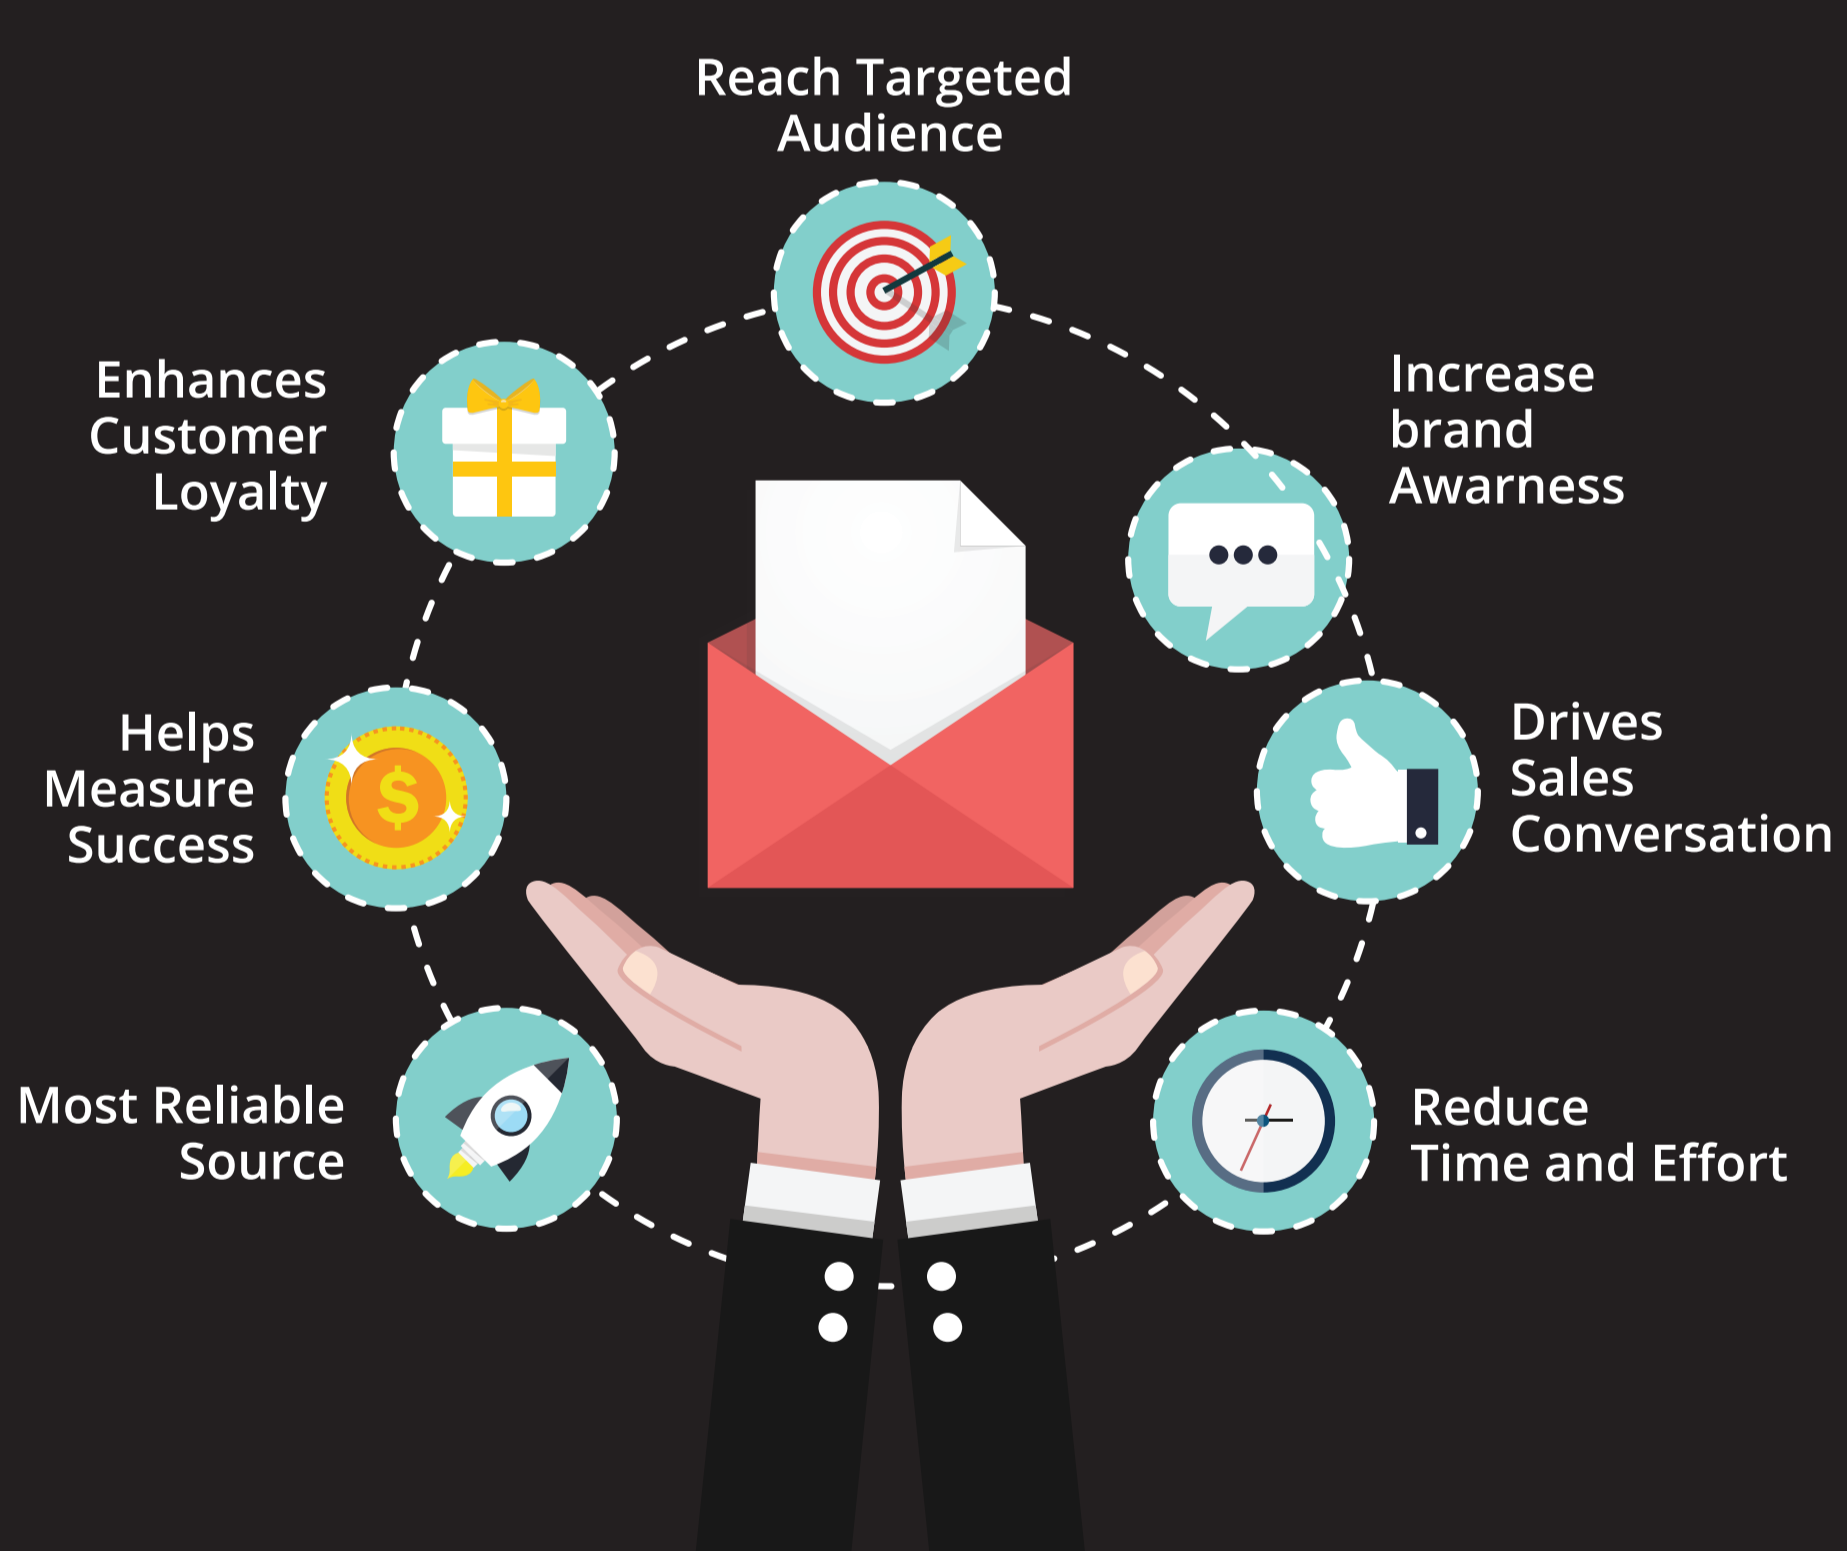 Reach Targeted
Audience
Enhances
Customer
Loyalty
Increase
brand
Awarness
Helps
Measure
Success
$
Drives
Sales
Conversation
Most Reliable
Source
Reduce
Time and Effort